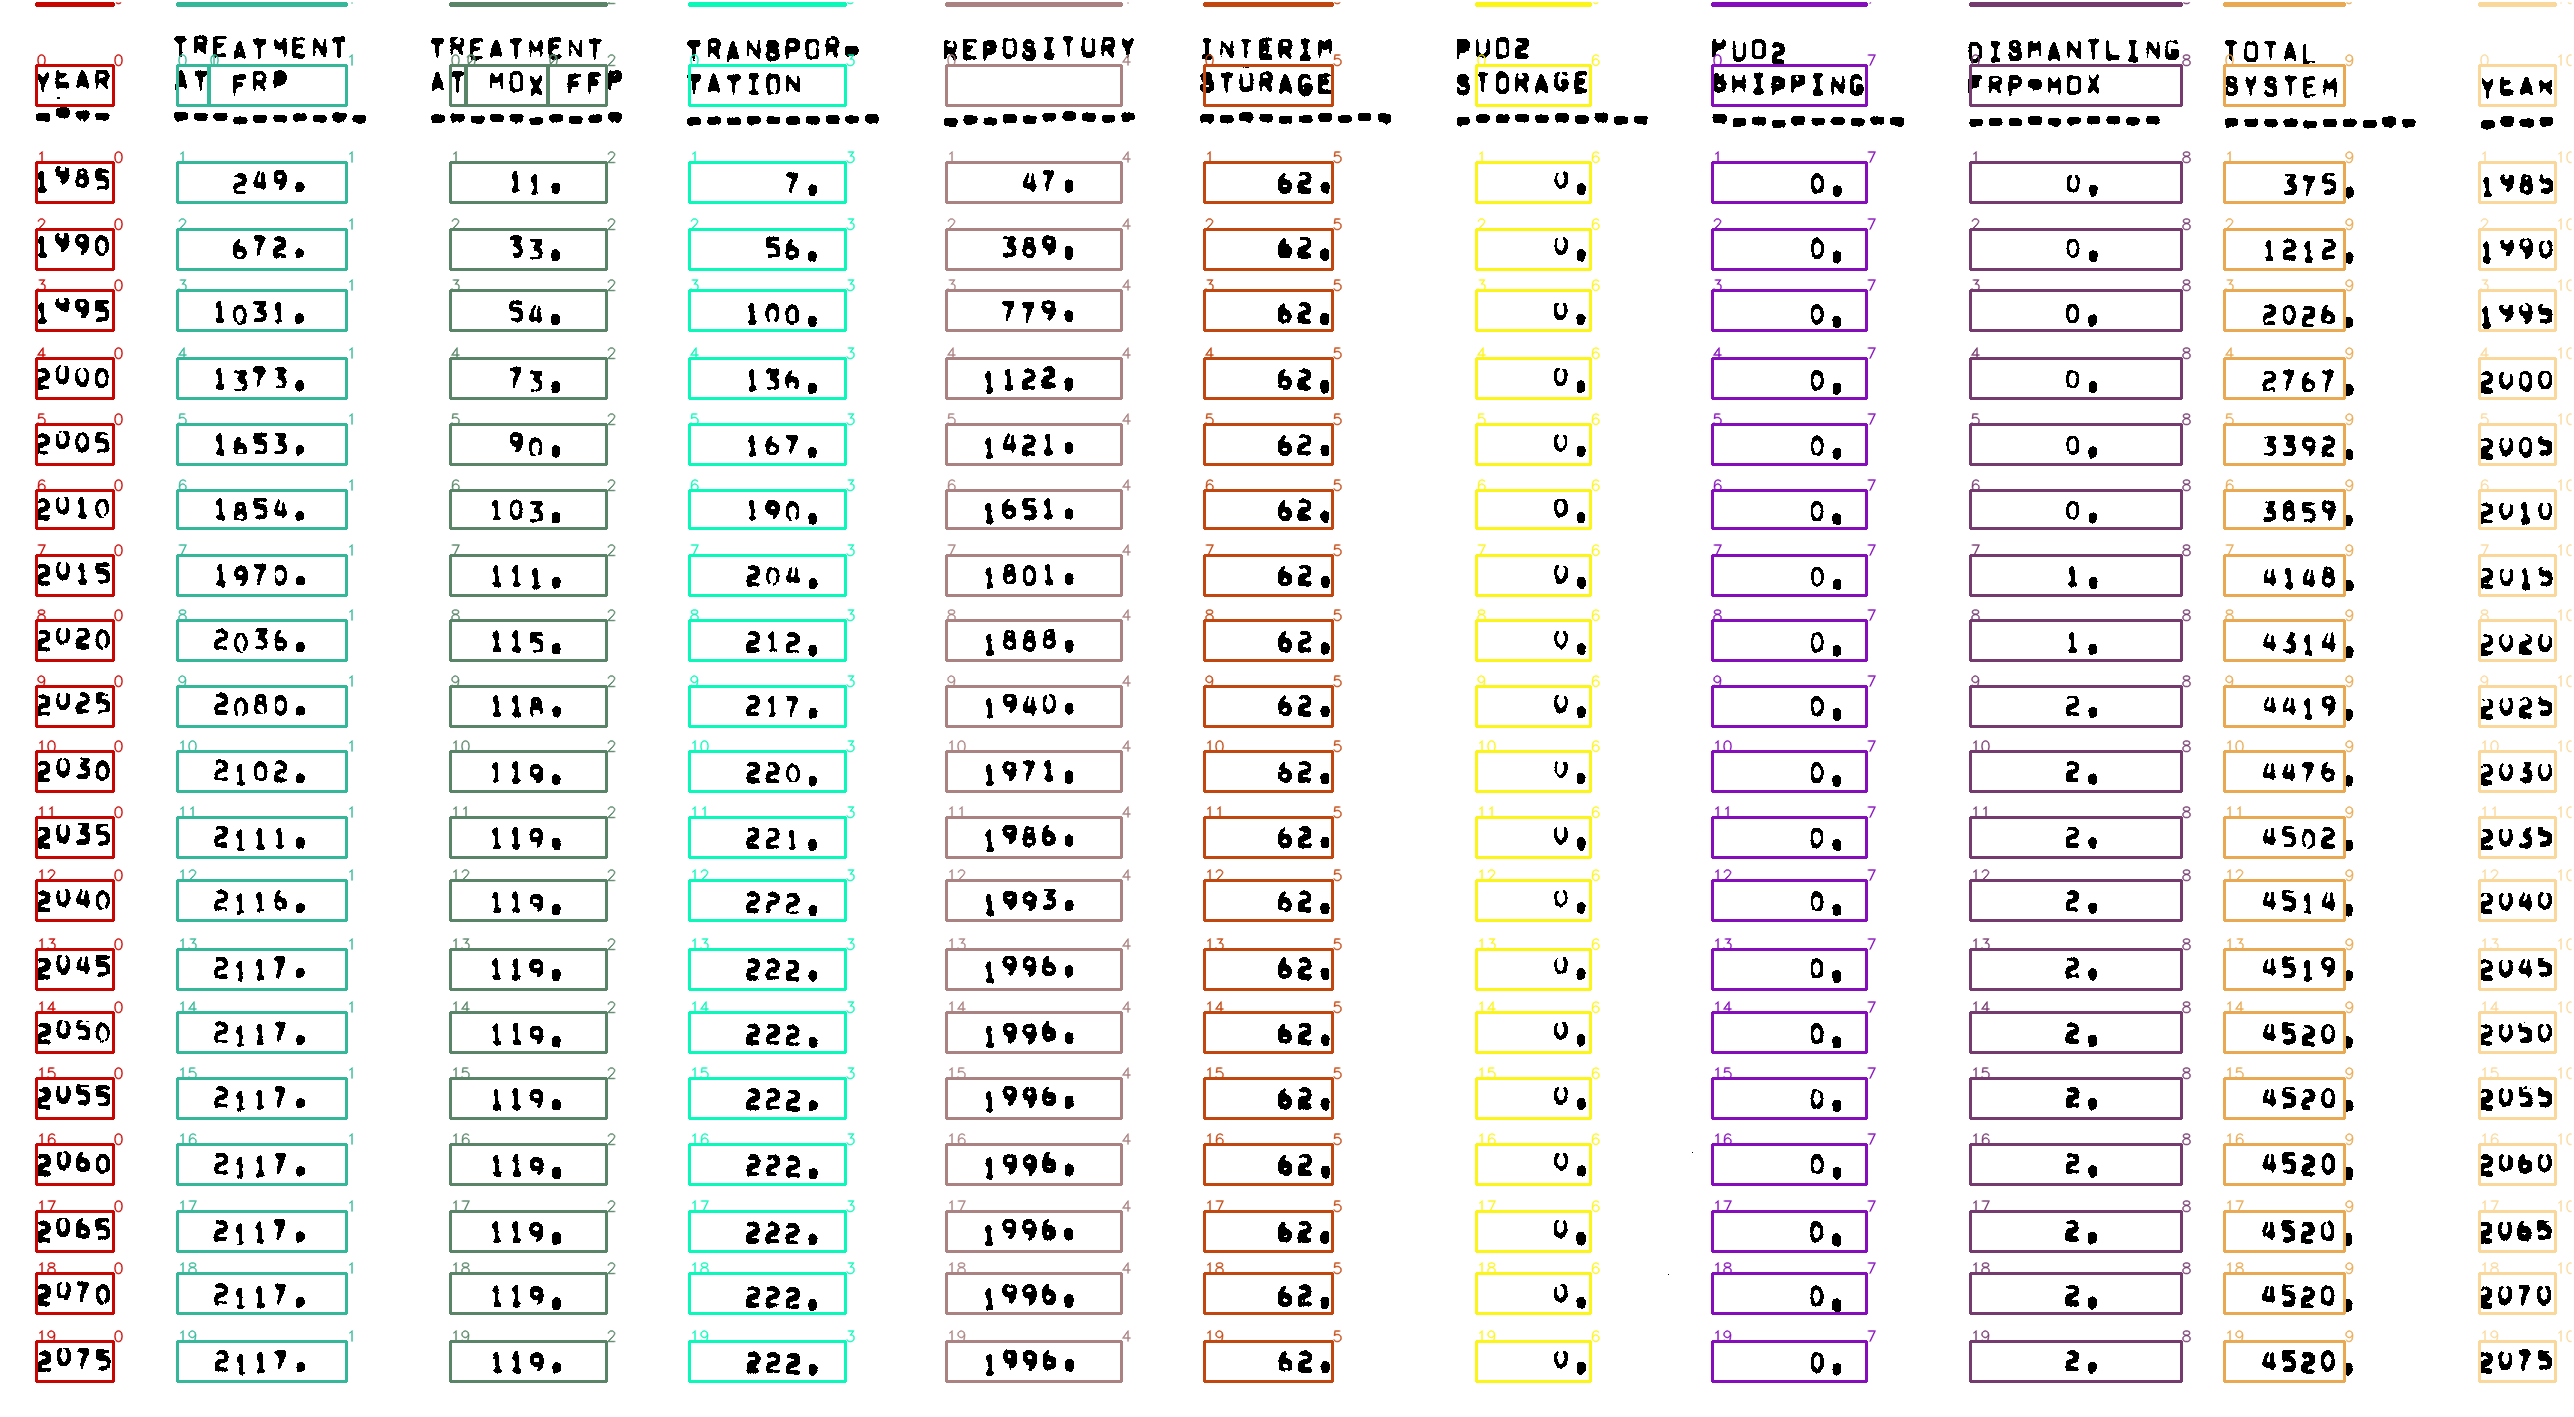 TREATMENT TREATMENT TRANSPOR- REPOSITURY INTERIM PUO2 PUO2 DISMANTLING TOTAL
YEAR AT FRP AT MOX FFP TATION STURAGE STORAGE SHIPPING FRP-MOX SYSTEM YEAR
1985 249. 11. 7. 47. 62. 0. 0. 0. 375. 1985
1990 672. 33. 56. 389. 62. 0. 0. 0. 1212. 1990
1995 1031. 54. 100. 779. 62. 0. 0. 0. 2026. 1995
2000 1373. 73. 136. 1122. 62. 0. 0. 0. 2767. 2000
2005 1653. 90. 167. 1421. 62. 0. 0. 0. 3392. 2005
2010 1854. 103. 190. 1651. 62. 0. 0. 0. 3859. 2010
2015 1970. 111. 204. 1801. 62. 0. 0. 1. 4148. 2015
2020 2036. 115. 212. 1888. 62. 0. 0. 1. 4314. 2020
2025 2080. 118. 217. 1940. 62. 0. 0. 2. 4419. 2025
2030 2102. 119. 220. 1971. 62. 0. 0. 2. 4476. 2030
2035 2111. 119. 221. 1986. 62. 0. 0. 2. 4502. 2035
2040 2116. 119. 222. 1993. 62. 0. 0. 2. 4514. 2040
2045 2117. 119. 222. 1996. 62. 0. 0. 2. 4519. 2045
2050 2117. 119. 222. 1996. 62. 0. 0. 2. 4520. 2050
2055 2117. 119. 222. 1996. 62. 0. 0. 2. 4520. 2055
2060 2117. 119. 222. 1996. 62. 0. 0. 2. 4520. 2060
2065 2117. 119. 222. 1996. 62. 0. 0. 2. 4520. 2065
2070 2117. 119. 222. 1996. 62. 0. 0. 2. 4520. 2070
2075 2117. 119. 222. 1996. 62. 0. 0. 2. 4520. 2075